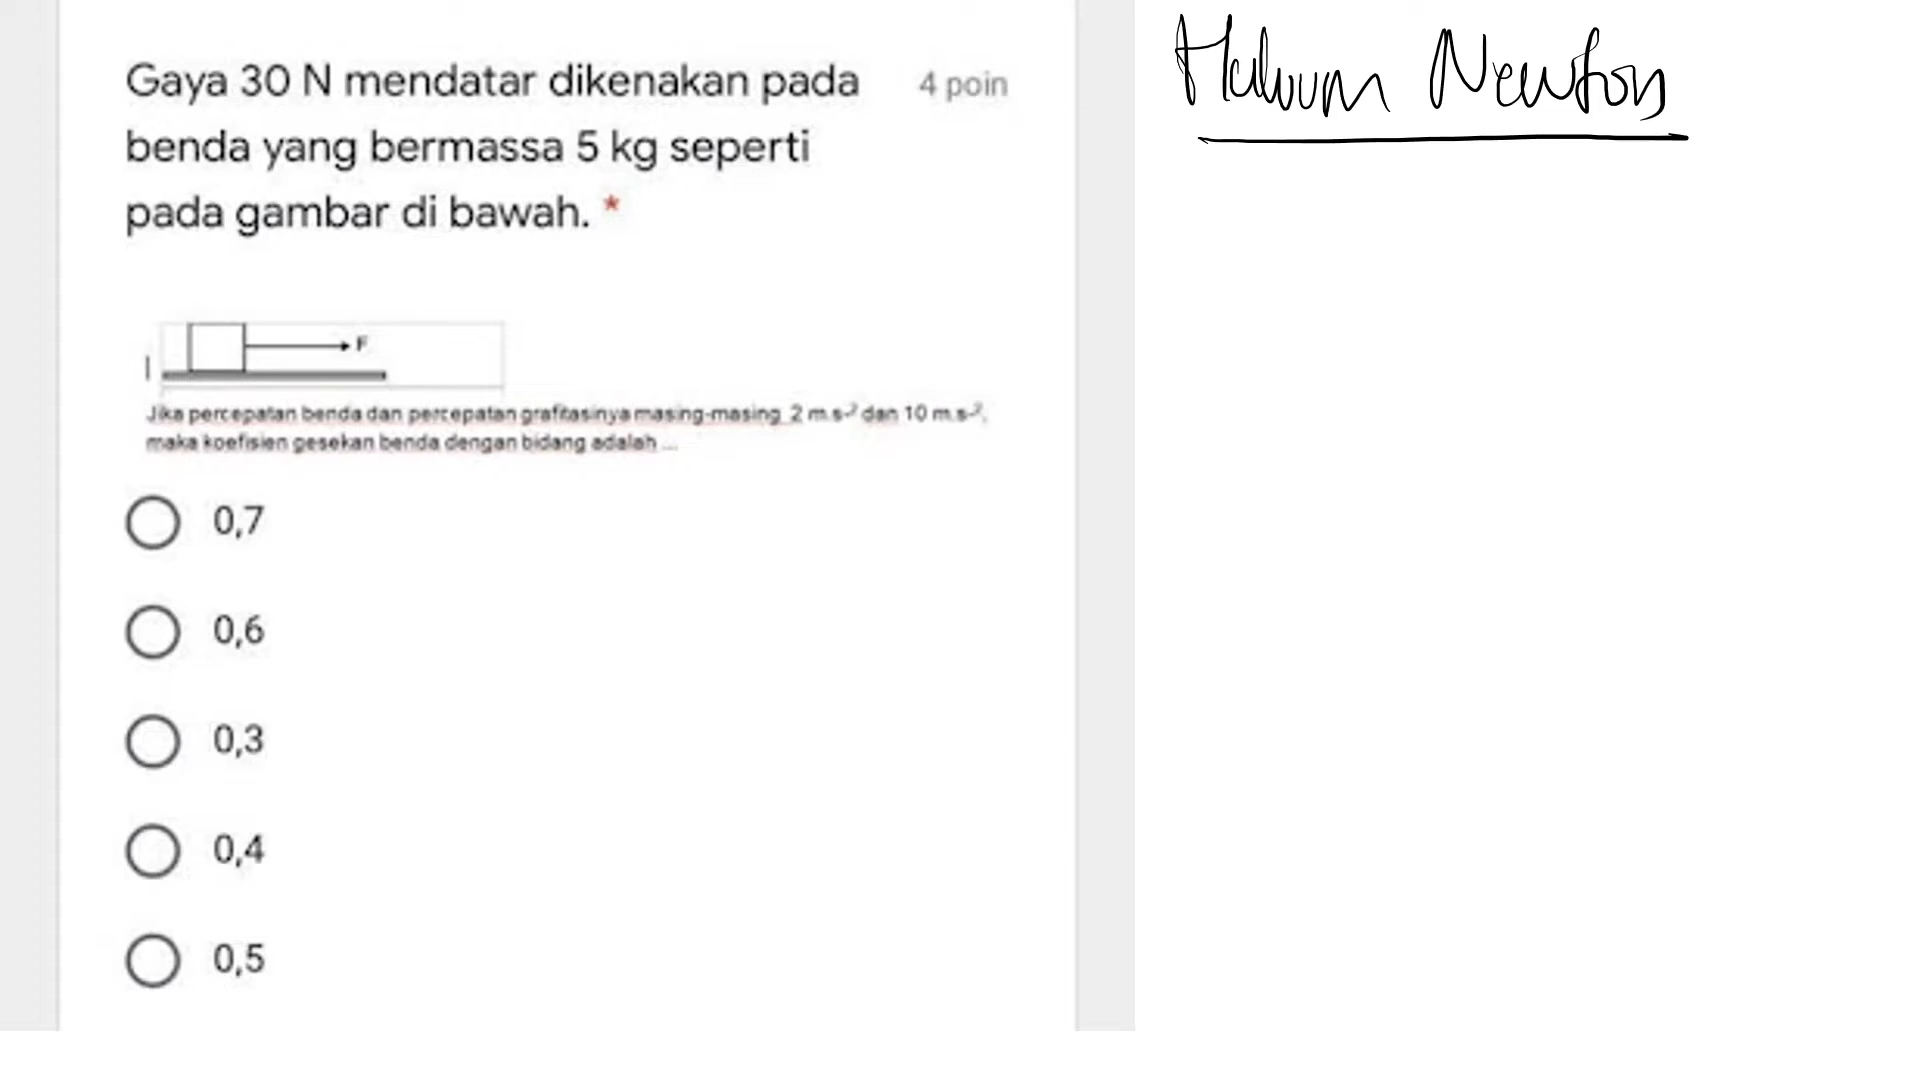 Gaya 30 N mendatar dikenakan pada
4 poin
benda yang bermassa 5 kg seperti
pada gambar di bawah. *
F
Jika percepatan benda dan percepatan grafitasinya masing-masing 2 m.s-² dan 10 m.s-²,
maka koefisien gesekan benda dengan bidang adalah ...
0,7
0,6
0,3
0,4
0,5
Hukum Newton